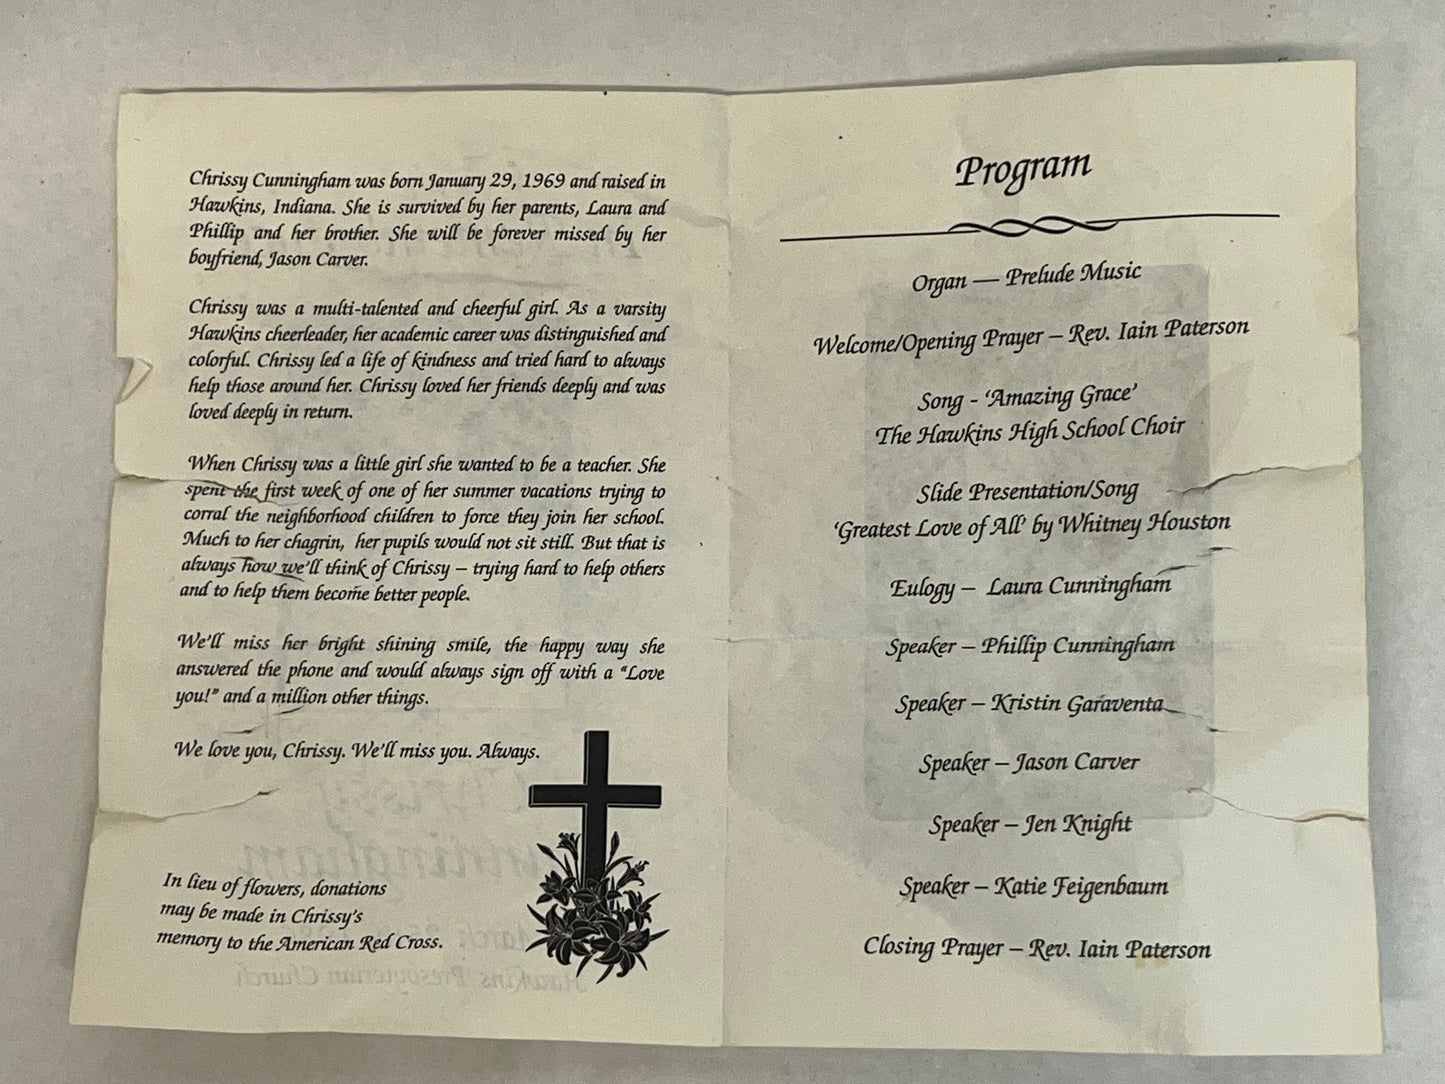 Chrissy Cunningham was born January 29, 1969 and raised in
Hawkins, Indiana. She is survived by her parents, Laura and
Phillip and her brother. She will be forever missed by her
boyfriend, Jason Carver.
Chrissy was a multi-talented and cheerful girl. As a varsity
Hawkins cheerleader, her academic career was distinguished and
colorful. Chrissy led a life of kindness and tried hard to always
help those around her. Chrissy loved her friends deeply and was
loved deeply in return.
When Chrissy was a little girl she wanted to be a teacher. She
spent the first week of one of her summer vacations trying to
corral the neighborhood children to force they join her school.
Much to her chagrin, her pupils would not sit still. But that is
always how we'll think of Chrissy – trying hard to help others
and to help them become better people.
We'll miss her bright shining smile, the happy way she
answered the phone and would always sign off with a "Love
you!" and a million other things.
We love you, Chrissy. We'll miss you. Always.
In lieu of flowers, donations
may be made in Chrissy's
memory to the American Red Cross.
Program
Organ — Prelude Music
Welcome/Opening Prayer – Rev. Iain Paterson
Song - 'Amazing Grace'
The Hawkins High School Choir
Slide Presentation/Song
'Greatest Love of All' by Whitney Houston
Eulogy – Laura Cunningham
Speaker – Phillip Cunningham
Speaker – Kristin Garaventa
Speaker – Jason Carver
Speaker – Jen Knight
Speaker – Katie Feigenbaum
Closing Prayer – Rev. Iain Paterson